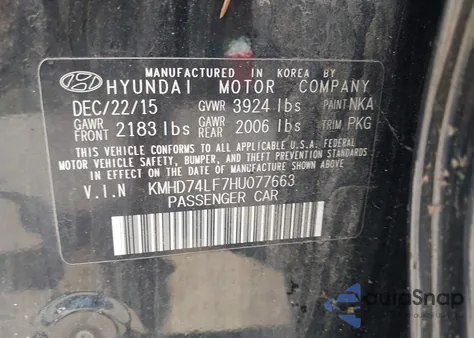 MANUFACTURED IN KOREA BY
HYUNDAI MOTOR COMPANY
DEC/22/15 GVWR 3924 lbs PAINT NKA
GAWR FRONT 2183 lbs GAWR REAR 2006 lbs TRIM PKG
THIS VEHICLE CONFORMS TO ALL APPLICABLE U.S.A. FEDERAL
MOTOR VEHICLE SAFETY, BUMPER, AND THEFT PREVENTION STANDARDS
IN EFFECT ON THE DATE OF MANUFACTURE SHOWN ABOVE.
V.I.N KMHD74LF7HU077663
PASSENGER CAR
autoSnap